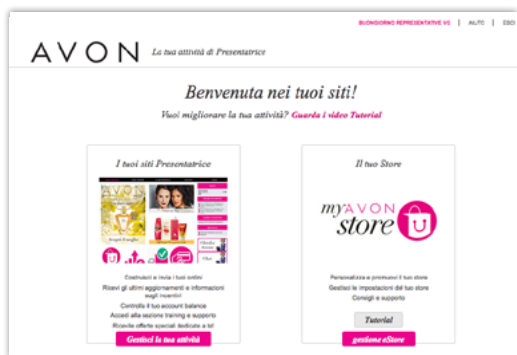 BUONGIORNO REPRESENTATIVE VG | AIUTO | ESCI
AVON La tua attività di Presentatrice
Benvenuta nei tuoi siti!
Vuoi migliorare la tua attività? Guarda i video Tutorial
I tuoi siti Presentatrice
AVON
Costruisci e invia i tuoi ordini
Ricevi gli ultimi aggiornamenti e informazioni
sugli incentivi
Controlla il tuo account balance
Accedi alla sezione training e supporto
Ricevile offerte speciali dedicate a te!
Gestisci la tua attività
Il tuo Store
my AVON
store
Personalizza e promuovi il tuo store
Gestisci le impostazioni del tuo store
Consigli e supporto
Tutorial
gestione eStore